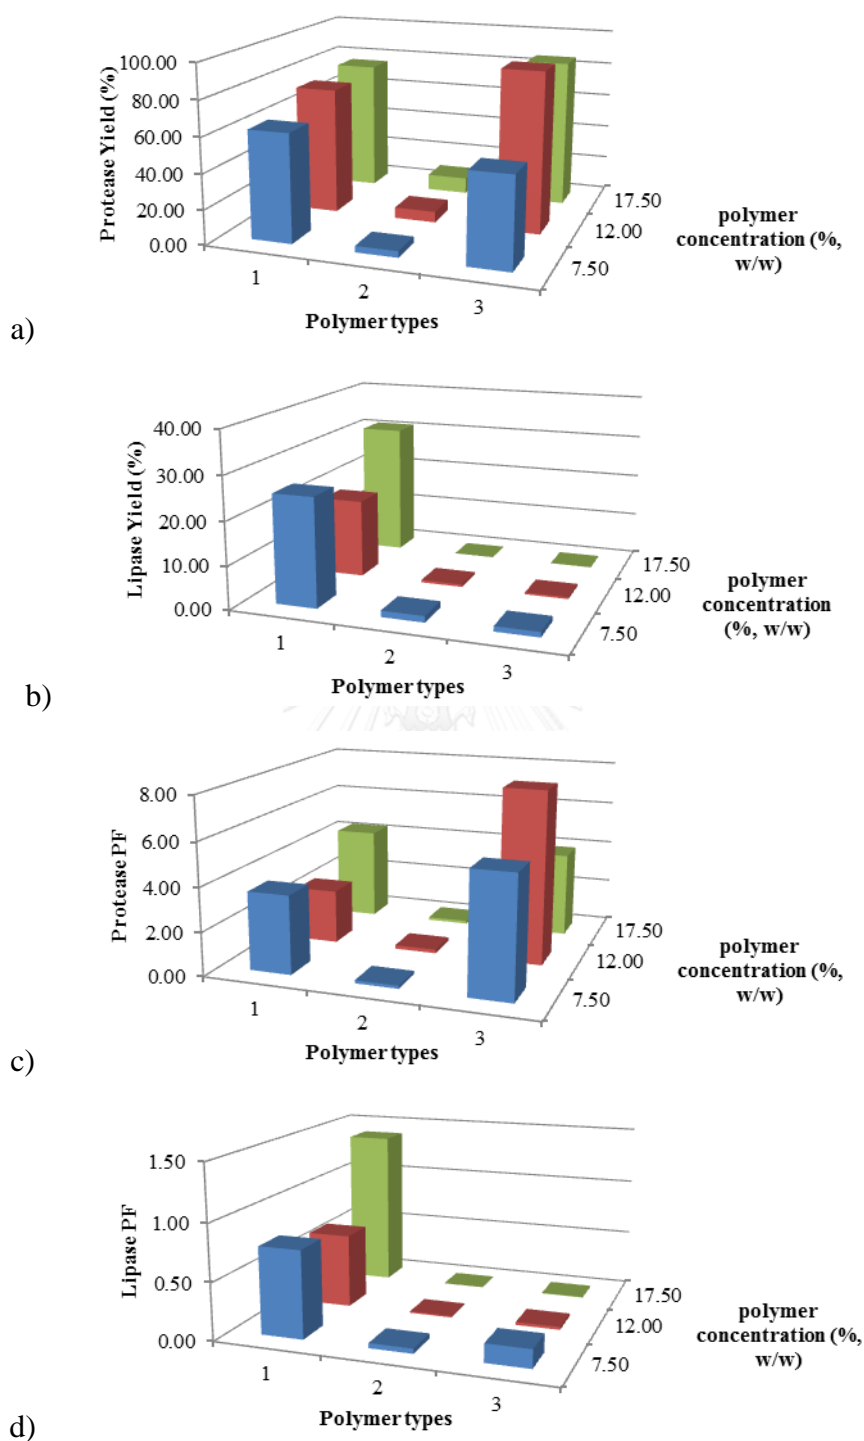 100.00
80.00
60.00
40.00
20.00
0.00
Protease Yield (%)
1
2
3
Polymer types
17.50
12.00
7.50
polymer
concentration (%,
w/w)
a)
40.00
30.00
20.00
10.00
0.00
Lipase Yield (%)
1
2
3
Polymer types
17.50
12.00
7.50
polymer
concentration
(%, w/w)
b)
8.00
6.00
4.00
2.00
0.00
Protease PF
1
2
3
Polymer types
17.50
12.00
7.50
polymer
concentration (%,
w/w)
c)
1.50
1.00
0.50
0.00
Lipase PF
1
2
3
Polymer types
17.50
12.00
7.50
polymer
concentration (%,
w/w)
d)